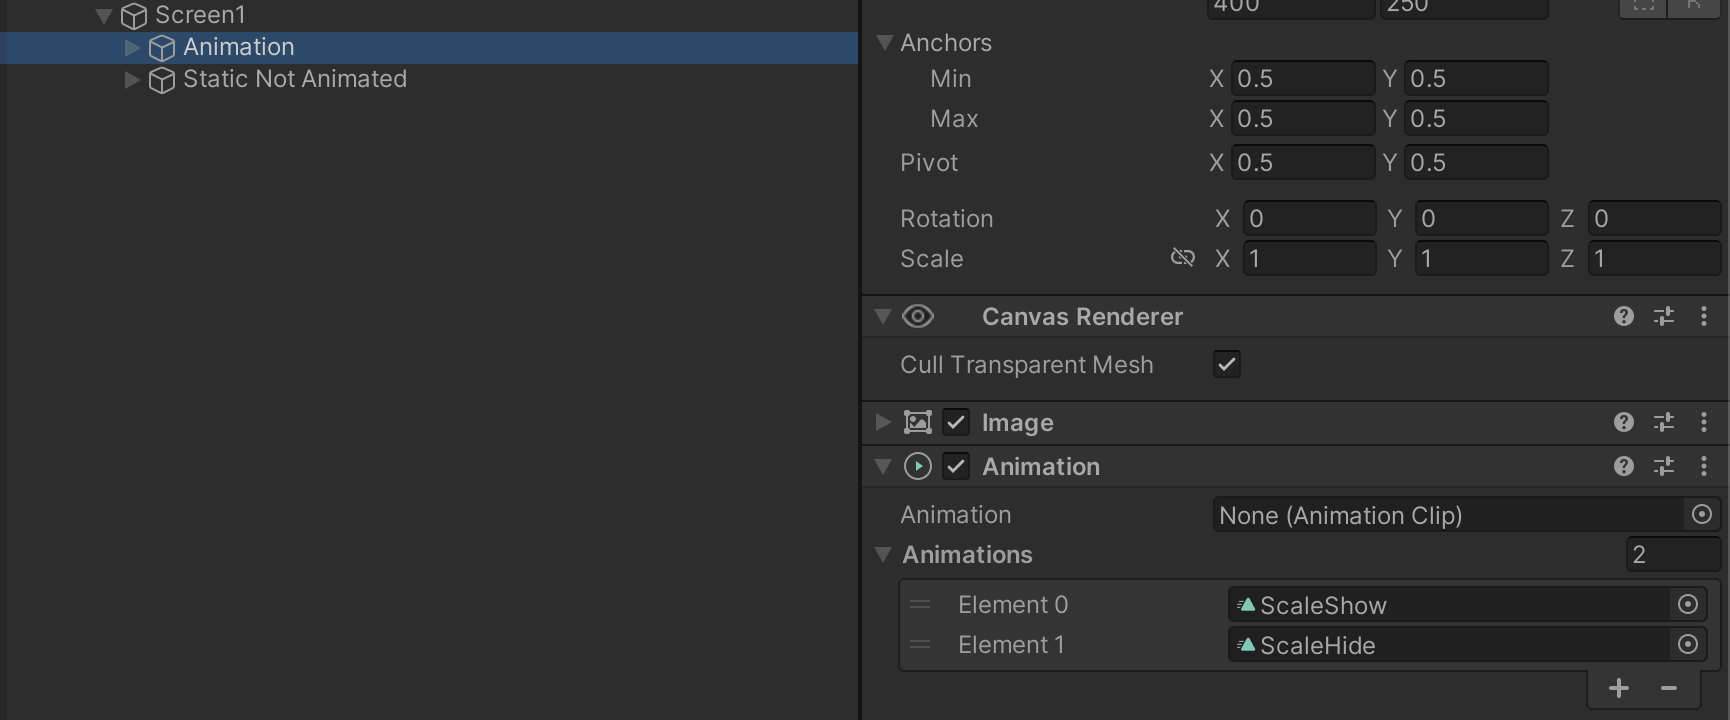 Screen1
Animation
Static Not Animated
400 250
R
Anchors
Min X 0.5 Y 0.5
Max X 0.5 Y 0.5
Pivot X 0.5 Y 0.5
Rotation X 0 Y 0 Z 0
Scale X 1 Y 1 Z 1
Canvas Renderer
Cull Transparent Mesh
Image
Animation
Animation None (Animation Clip)
Animations 2
Element 0 ScaleShow
Element 1 ScaleHide